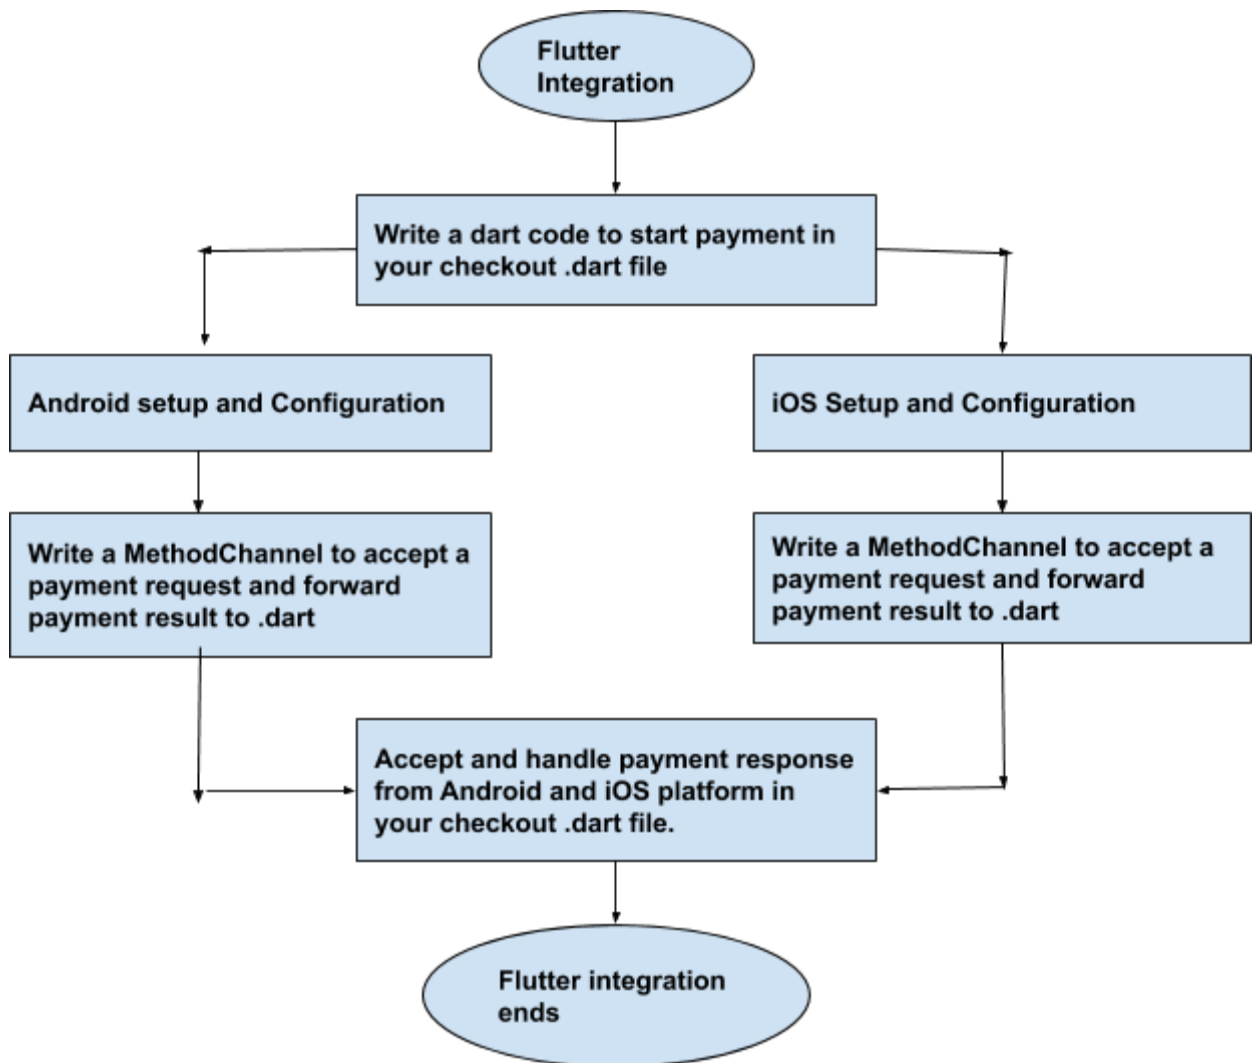 Flutter
Integration
Write a dart code to start payment in
your checkout .dart file
Android setup and Configuration
iOS Setup and Configuration
Write a MethodChannel to accept a
payment request and forward
payment result to .dart
Write a MethodChannel to accept a
payment request and forward
payment result to .dart
Accept and handle payment response
from Android and iOS platform in
your checkout .dart file.
Flutter integration
ends